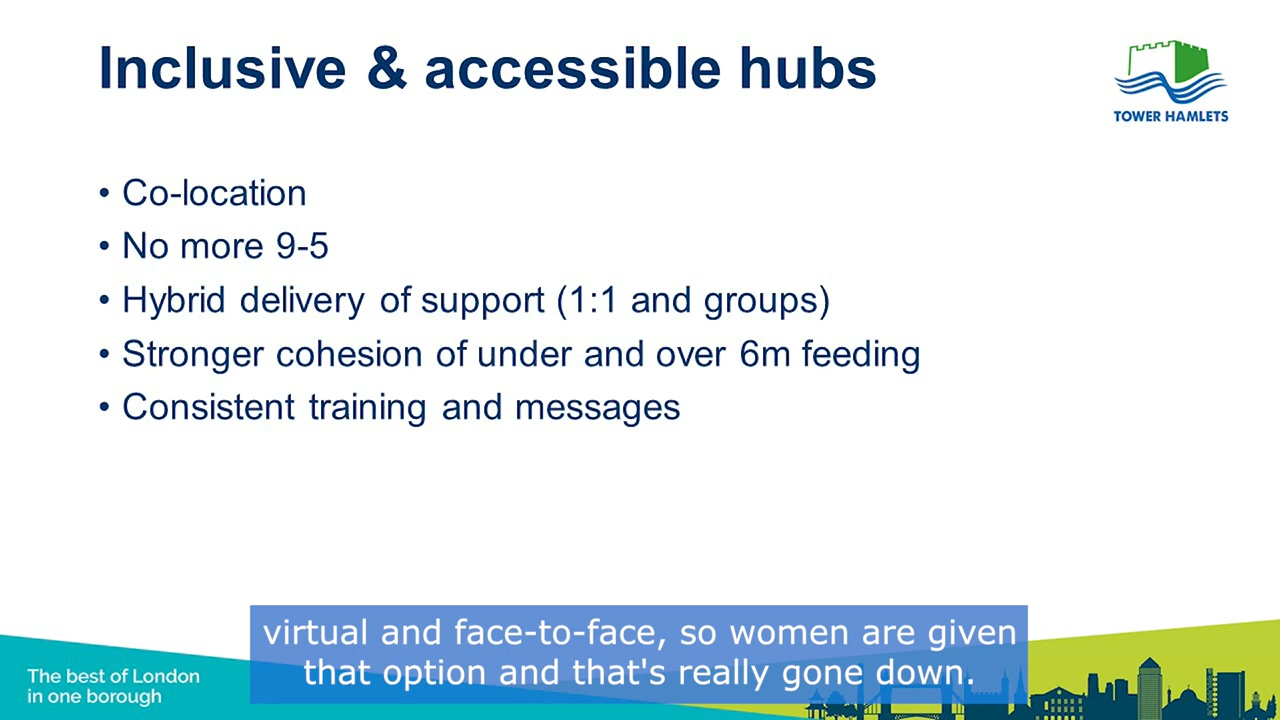 Inclusive & accessible hubs
TOWER HAMLETS
• Co-location
• No more 9-5
• Hybrid delivery of support (1:1 and groups)
• Stronger cohesion of under and over 6m feeding
• Consistent training and messages
virtual and face-to-face, so women are given
that option and that's really gone down.
The best of London
in one borough